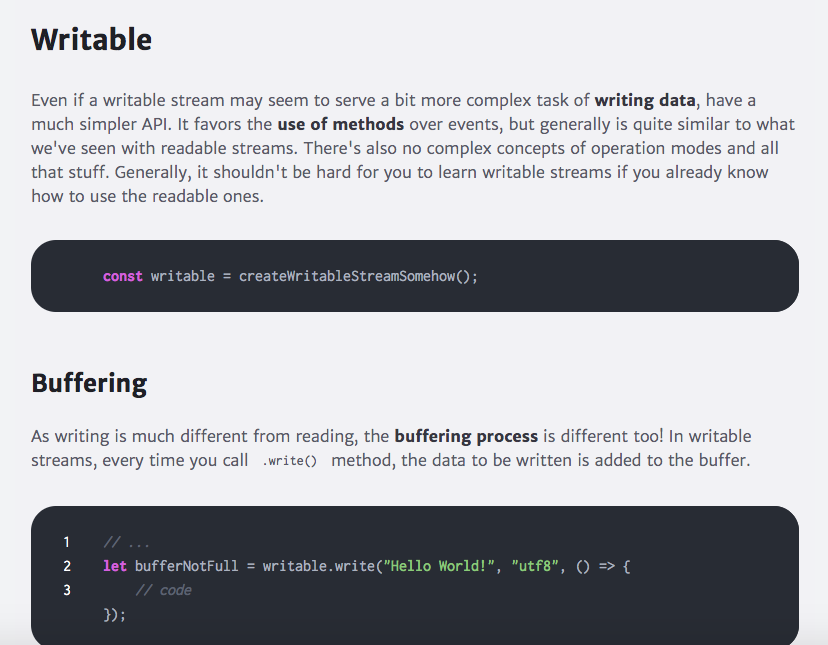 Writable
Even if a writable stream may seem to serve a bit more complex task of writing data, have a
much simpler API. It favors the use of methods over events, but generally is quite similar to what
we've seen with readable streams. There's also no complex concepts of operation modes and all
that stuff. Generally, it shouldn't be hard for you to learn writable streams if you already know
how to use the readable ones.
const writable = createWritableStreamSomehow();
Buffering
As writing is much different from reading, the buffering process is different too! In writable
streams, every time you call .write() method, the data to be written is added to the buffer.
1 // ...
2 let bufferNotFull = writable.write("Hello World!", "utf8", () => {
3 // code
});